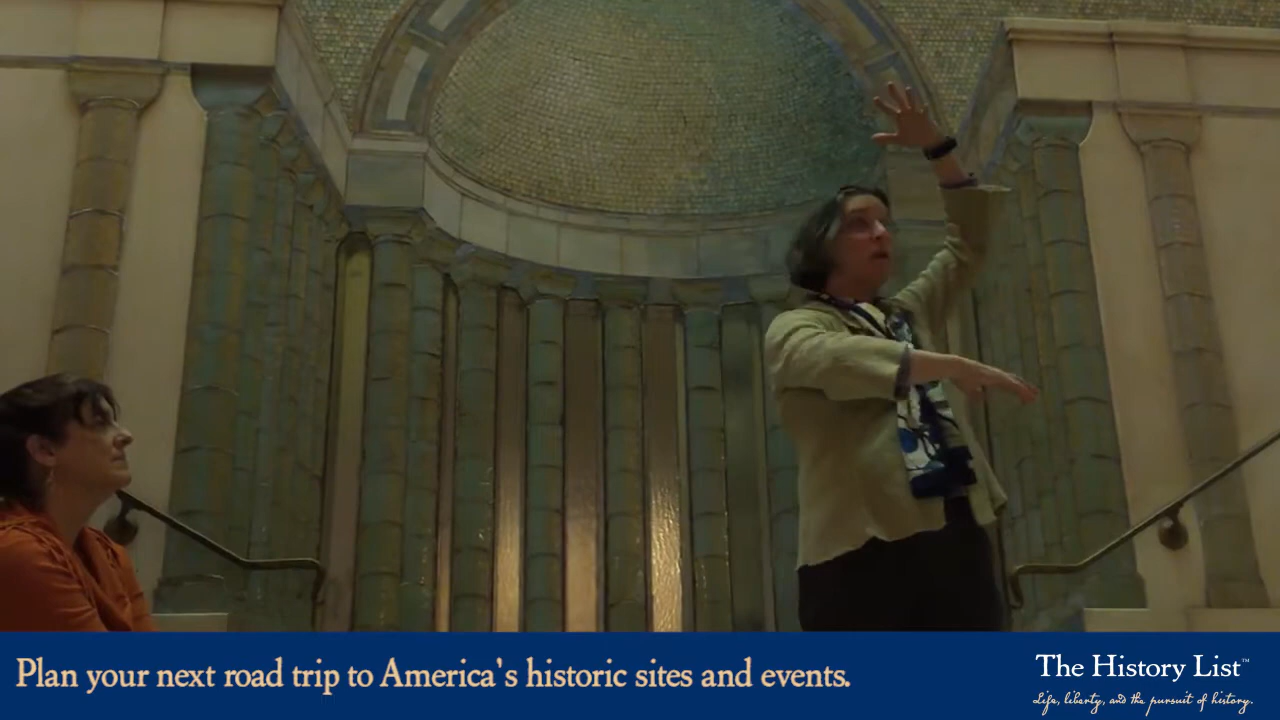 Plan your next road trip to America's historic sites and events.
The History List™
Life, liberty, and the pursuit of history.